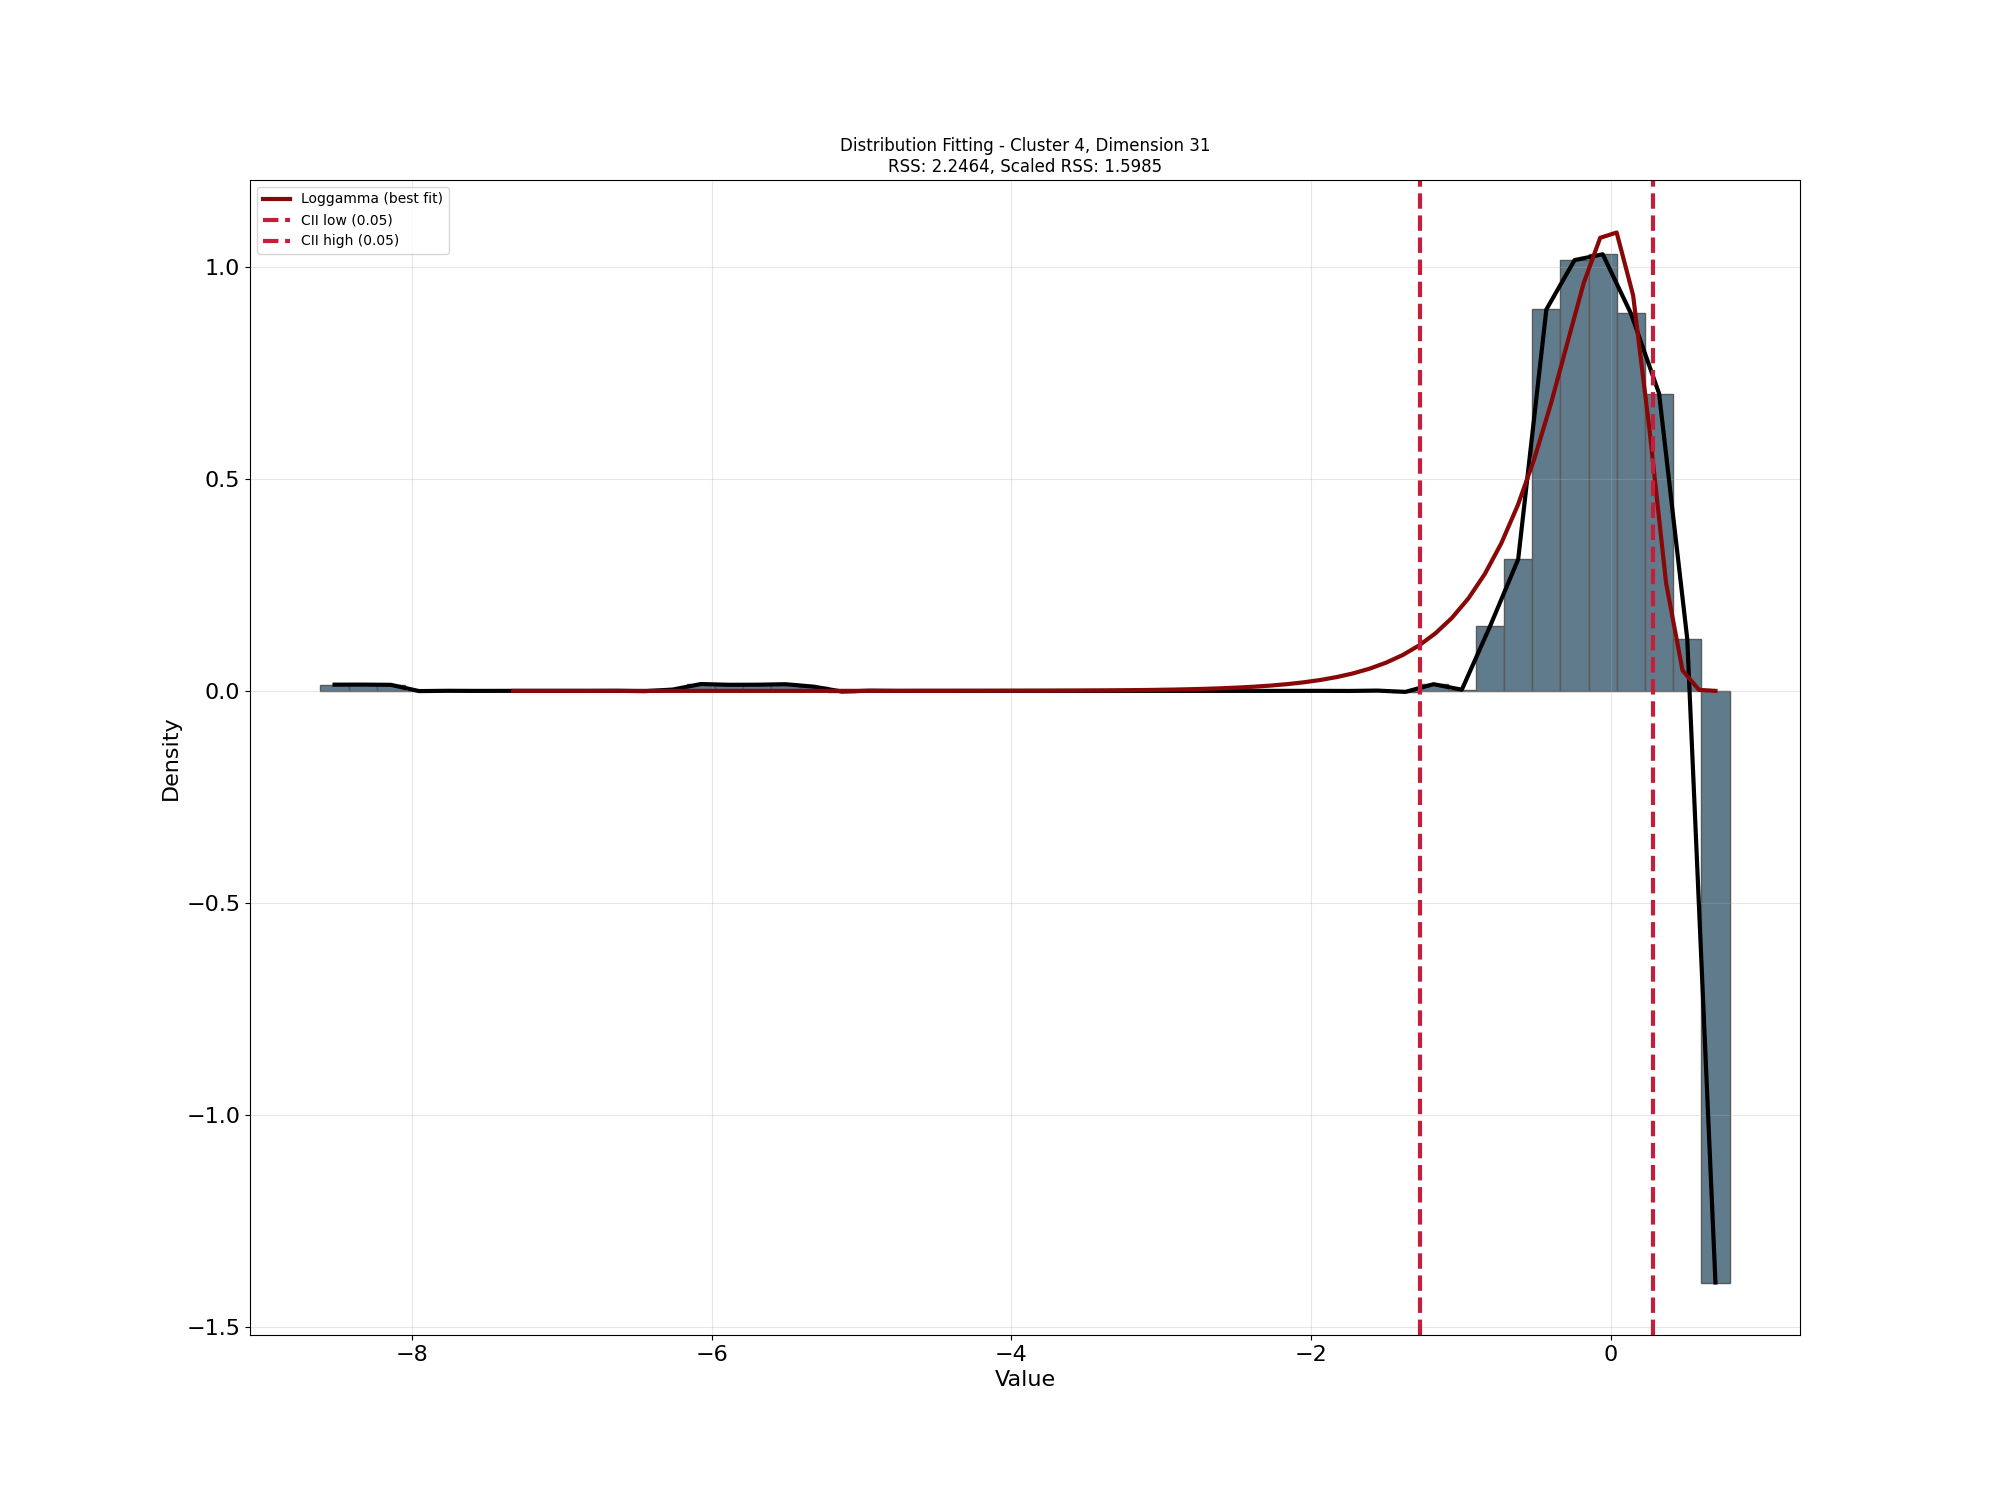 Distribution Fitting - Cluster 4, Dimension 31
RSS: 2.2464, Scaled RSS: 1.5985
Loggamma (best fit)
CII low (0.05)
CII high (0.05)
1.0
0.5
0.0
−0.5
−1.0
−1.5
Density
−8 −6 −4 −2 0
Value